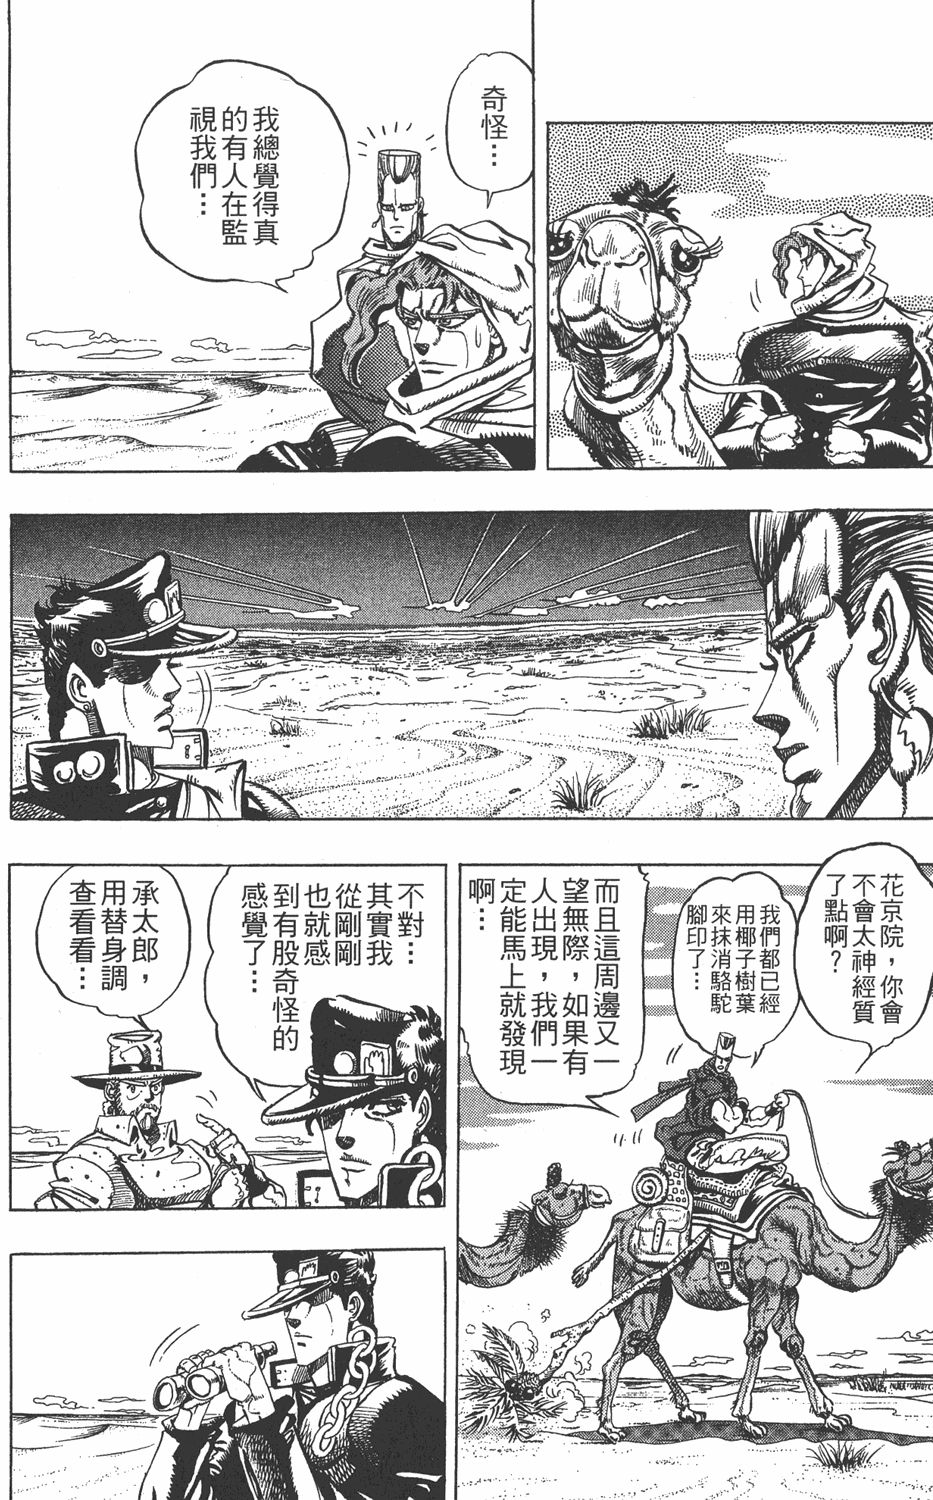 奇怪…
我總覺得真
的有人在監
視我們…
花京院，你會
不會太神經質
了點啊？
我們都已經
用椰子樹葉
來抹消駱駝
腳印了…
而且這周邊又一
望無際，如果有
人出現，我們一
定能馬上就發現
啊…
不對…
其實我
從剛剛
也就感
到有股奇怪的
感覺了…
承太郎，
用替身調
查看看…